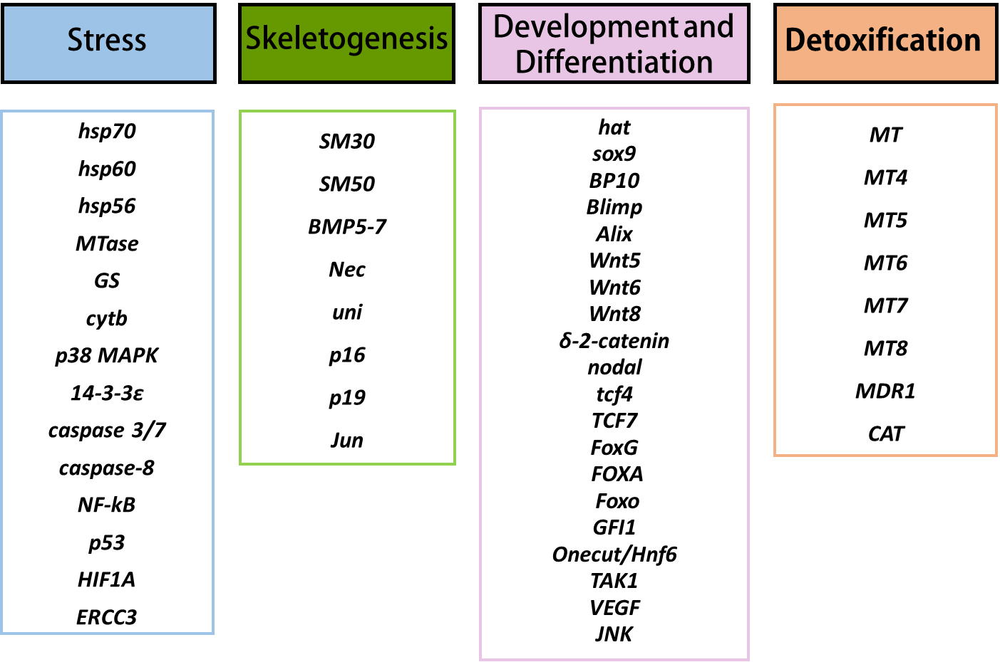 Stress
hsp70
hsp60
hsp56
MTase
GS
cytb
p38 MAPK
14-3-3ε
caspase 3/7
caspase-8
NF-kB
p53
HIF1A
ERCC3
Skeletogenesis
SM30
SM50
BMP5-7
Nec
uni
p16
p19
Jun
Development and
Differentiation
hat
sox9
BP10
Blimp
Alix
Wnt5
Wnt6
Wnt8
δ-2-catenin
nodal
tcf4
TCF7
FoxG
FOXA
Foxo
GFI1
Onecut/Hnf6
TAK1
VEGF
JNK
Detoxification
MT
MT4
MT5
MT6
MT7
MT8
MDR1
CAT